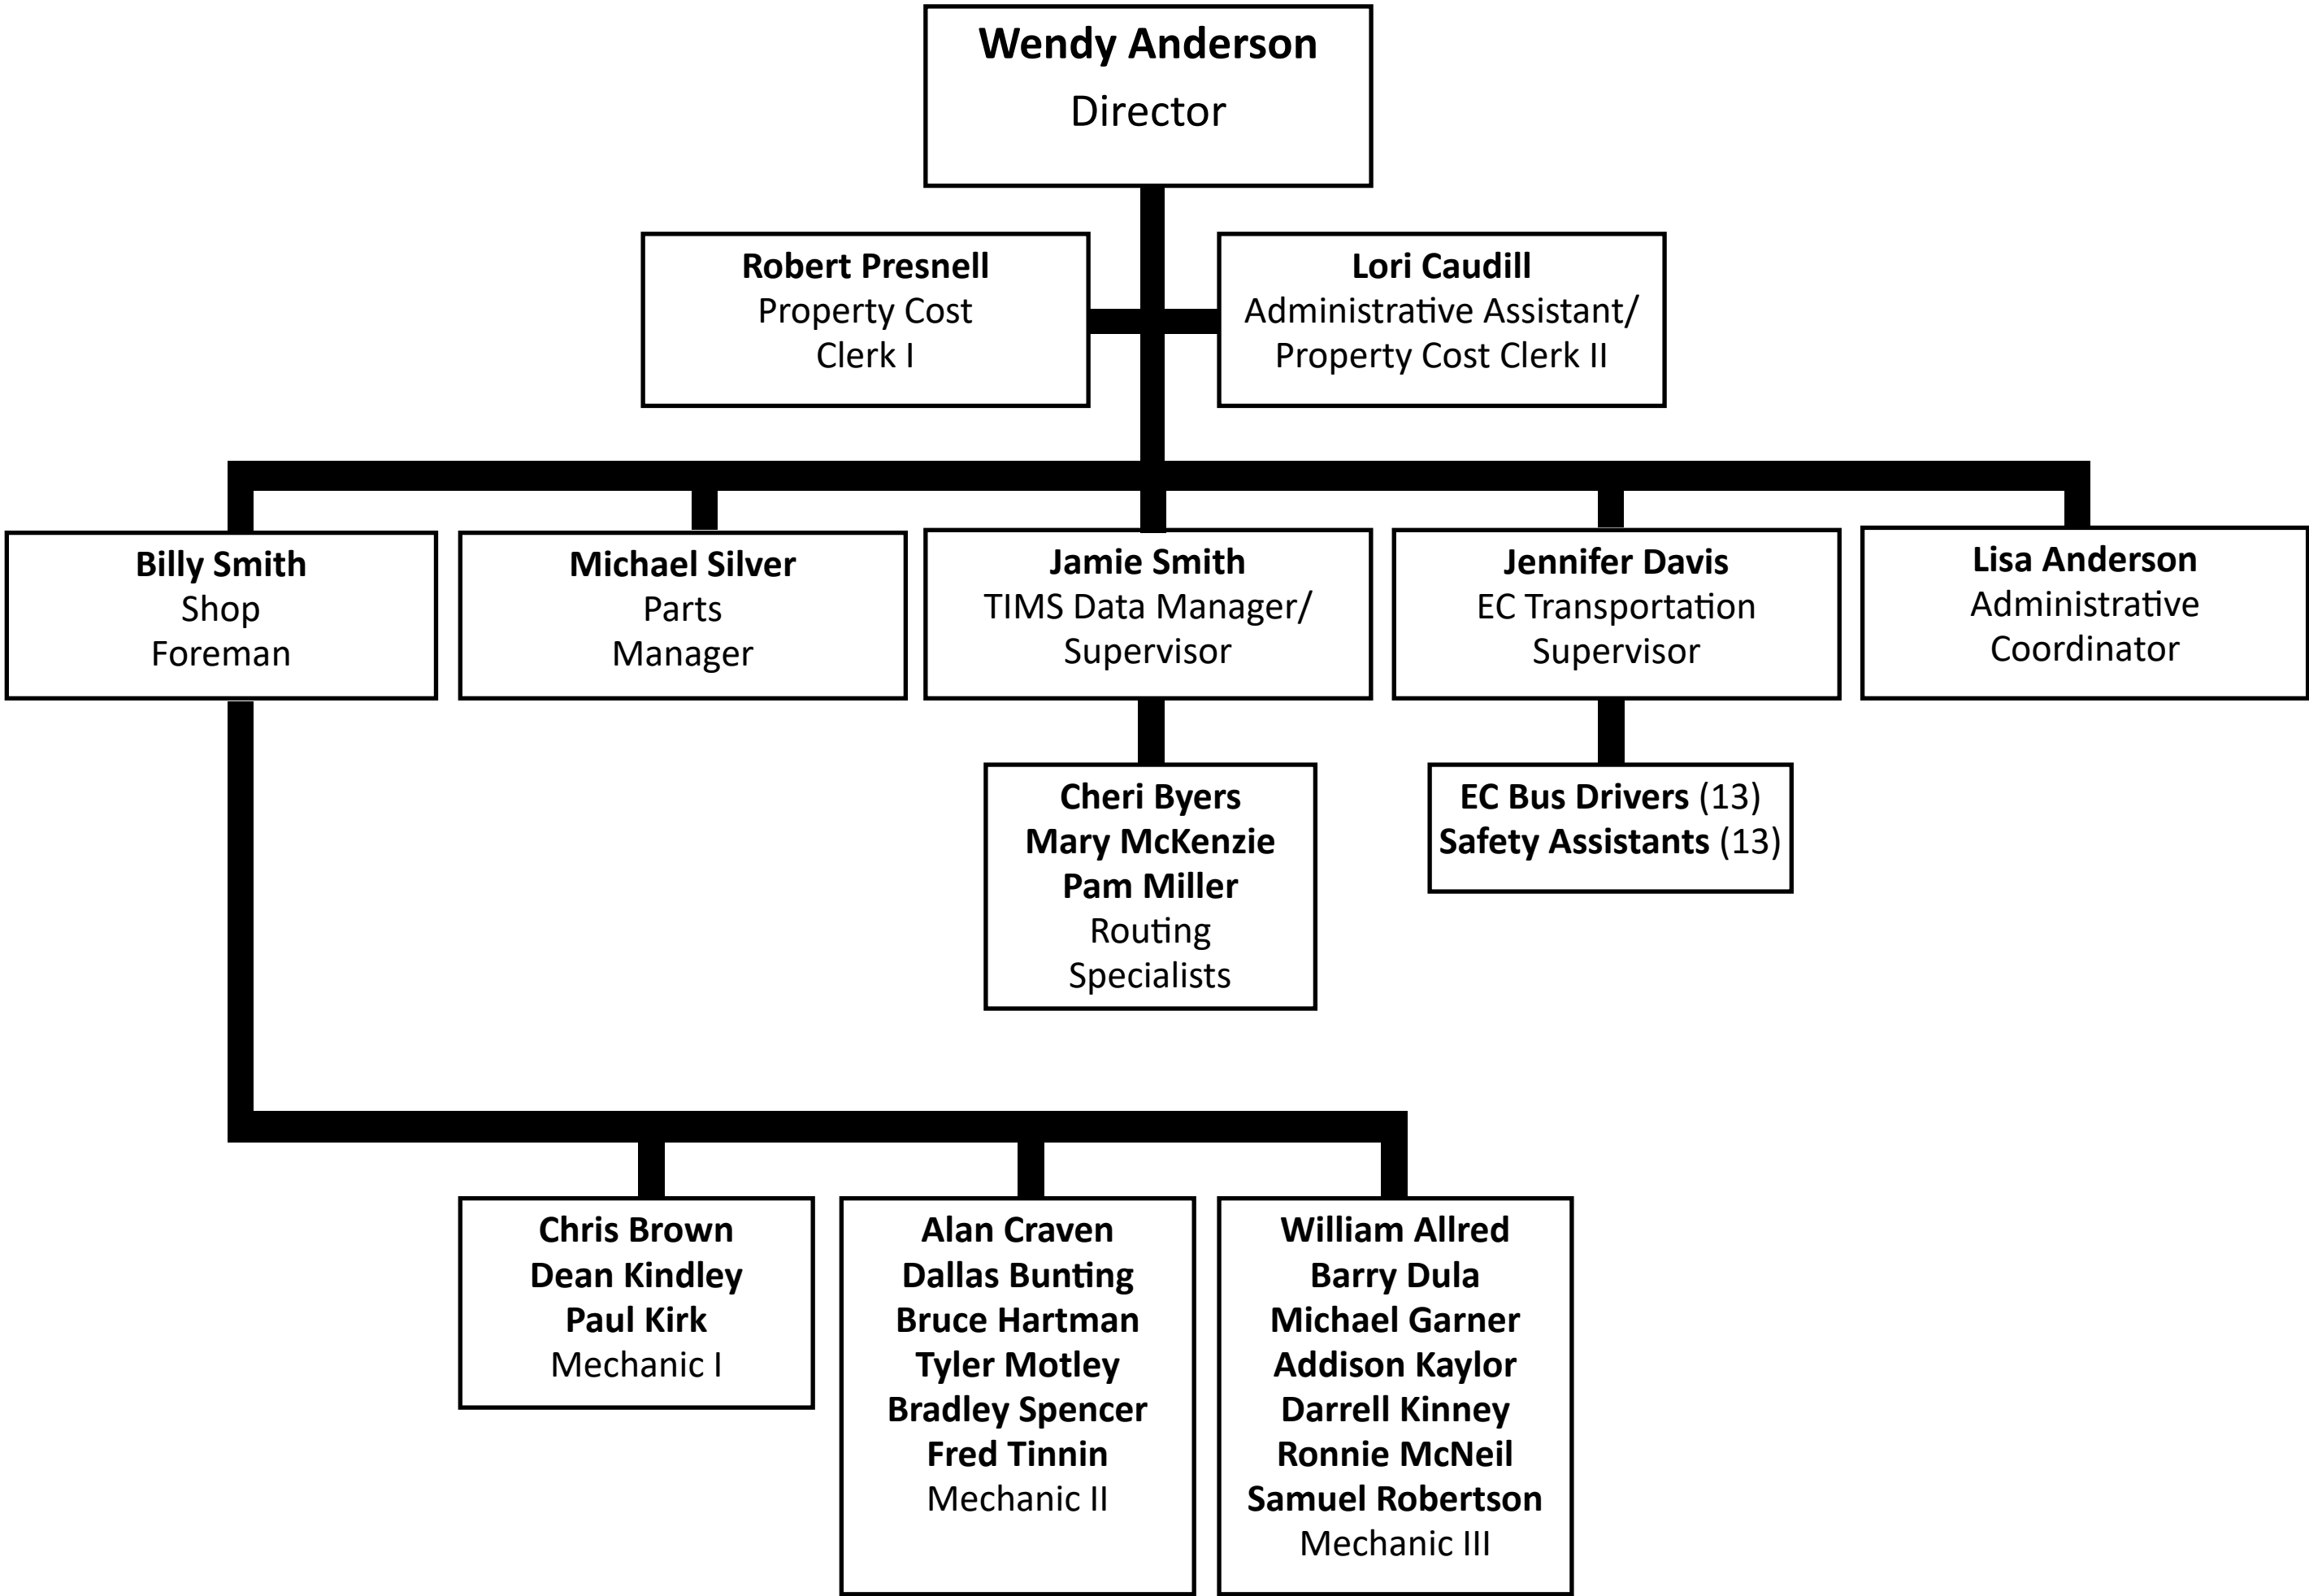 Wendy Anderson
Director
Robert Presnell
Property Cost
Clerk I
Lori Caudill
Administrative Assistant/
Property Cost Clerk II
Billy Smith
Shop
Foreman
Michael Silver
Parts
Manager
Jamie Smith
TIMS Data Manager/
Supervisor
Jennifer Davis
EC Transportation
Supervisor
Lisa Anderson
Administrative
Coordinator
Cheri Byers
Mary McKenzie
Pam Miller
Routing
Specialists
EC Bus Drivers (13)
Safety Assistants (13)
Chris Brown
Dean Kindley
Paul Kirk
Mechanic I
Alan Craven
Dallas Bunting
Bruce Hartman
Tyler Motley
Bradley Spencer
Fred Tinnin
Mechanic II
William Allred
Barry Dula
Michael Garner
Addison Kaylor
Darrell Kinney
Ronnie McNeil
Samuel Robertson
Mechanic III